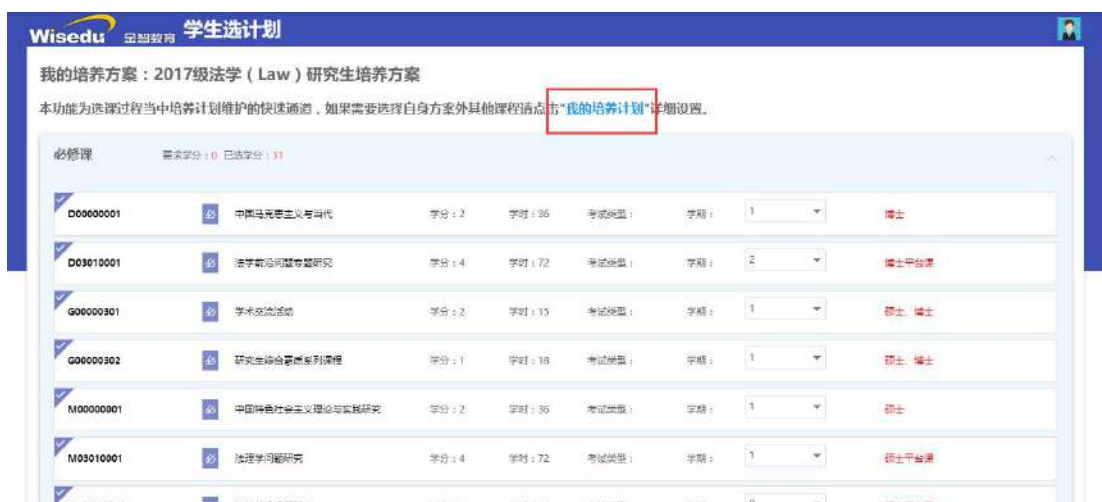 Wisedu 金智教育 学生选计划
我的培养方案：2017级法学（Law）研究生培养方案
本功能为选课过程当中培养计划维护的快速通道，如果需要选择自身方案外其他课程请点击"我的培养计划"详细设置。
必修课 要求学分：0 已选学分：31
D00000001 必 中国马克思主义与当代 学分：2 学时：36 考试类型： 学期： 1 博士
D03010001 必 法学前沿问题专题研究 学分：4 学时：72 考试类型： 学期： 2 博士平台课
G00000301 必 学术交流活动 学分：2 学时：15 考试类型： 学期： 1 硕士、博士
G00000302 必 研究生综合素质系列课程 学分：1 学时：18 考试类型： 学期： 1 硕士、博士
M00000001 必 中国特色社会主义理论与实践研究 学分：2 学时：36 考试类型： 学期： 1 硕士
M03010001 必 法理学问题研究 学分：4 学时：72 考试类型： 学期： 1 硕士平台课